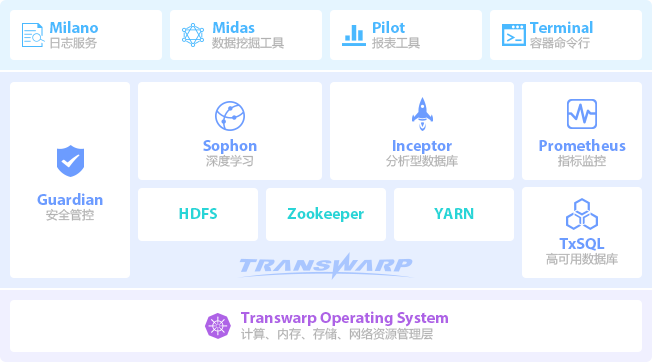 Milano
日志服务
Midas
数据挖掘工具
Pilot
报表工具
Terminal
容器命令行
Guardian
安全管控
Sophon
深度学习
Inceptor
分析型数据库
Prometheus
指标监控
HDFS
Zookeeper
YARN
TxSQL
高可用数据库
TRANSWARP
Transwarp Operating System
计算、内存、存储、网络资源管理层